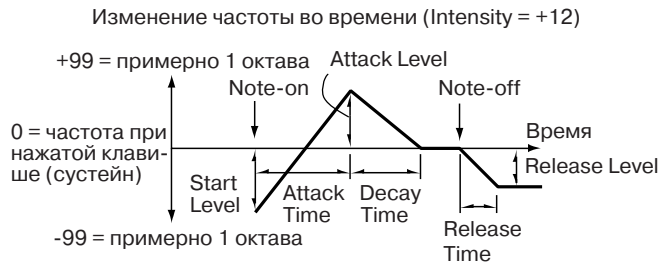 Изменение частоты во времени (Intensity = +12)
+99 = примерно 1 октава
Attack Level
Note-on
Note-off
0 = частота при
нажатой клави-
ше (сустейн)
Время
Start
Level
Attack
Time
Decay
Time
Release Level
Release
Time
-99 = примерно 1 октава